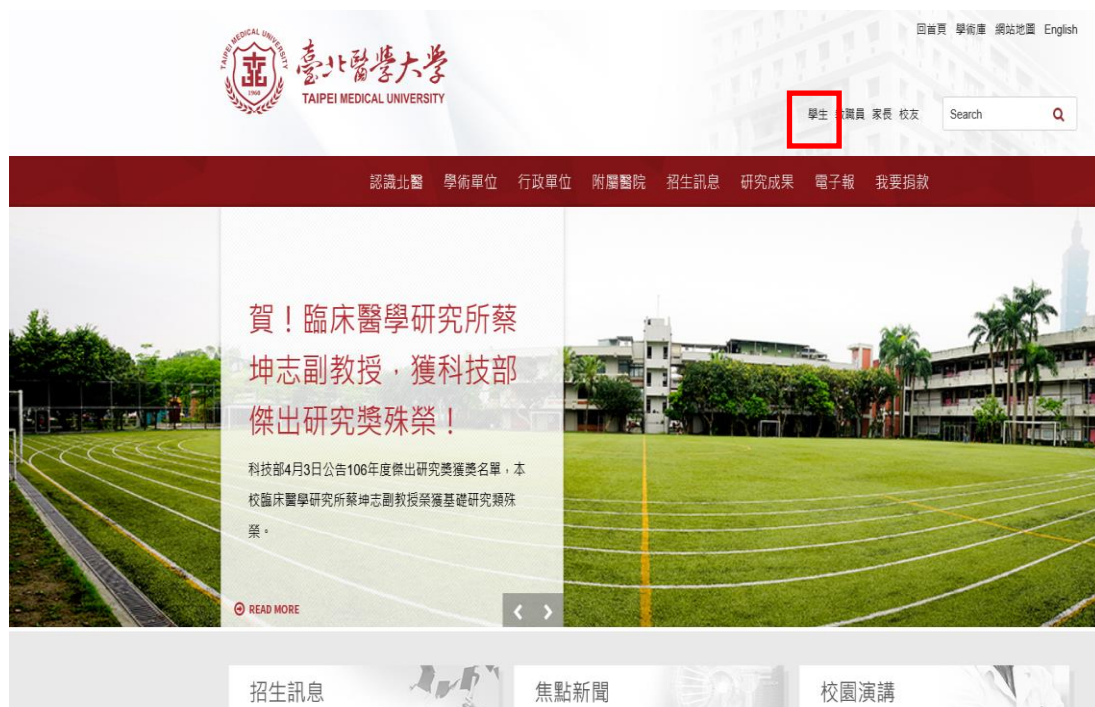 回首頁 學術庫 網站地圖 English
TAIPEI MEDICAL UNIVERSITY
1960
臺北醫學大學
TAIPEI MEDICAL UNIVERSITY
學生 職員 家長 校友 Search
認識北醫 學術單位 行政單位 附屬醫院 招生訊息 研究成果 電子報 我要捐款
賀！臨床醫學研究所蔡
坤志副教授，獲科技部
傑出研究獎殊榮！
科技部4月3日公告106年度傑出研究獎獲獎名單，本
校臨床醫學研究所蔡坤志副教授榮獲基礎研究類殊
榮。
READ MORE
招生訊息 焦點新聞 校園演講